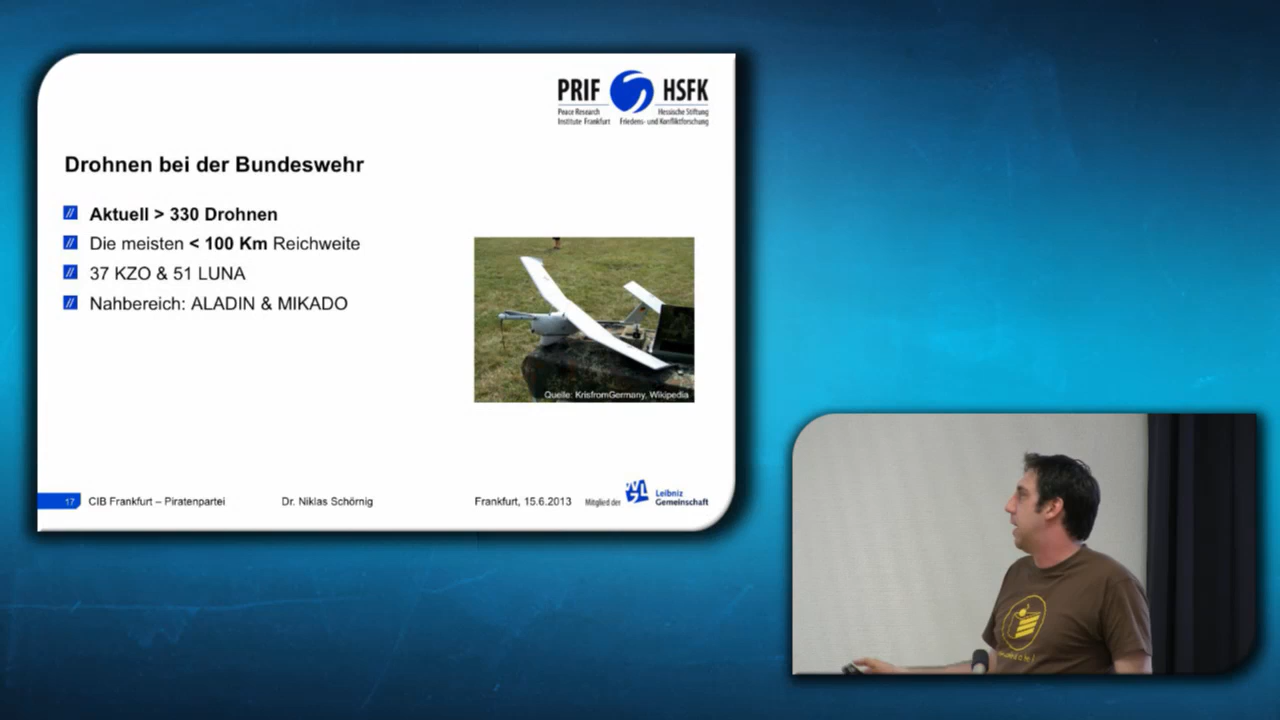 PRIF HSFK
Peace Research Hessische Stiftung
Institute Frankfurt Friedens- und Konfliktforschung
Drohnen bei der Bundeswehr
Aktuell > 330 Drohnen
Die meisten < 100 Km Reichweite
37 KZO & 51 LUNA
Nahbereich: ALADIN & MIKADO
Quelle: KrisfromGermany, Wikipedia
17 CIB Frankfurt – Piratenpartei Dr. Niklas Schörnig Frankfurt, 15.6.2013 Mitglied der
Leibniz
Gemeinschaft